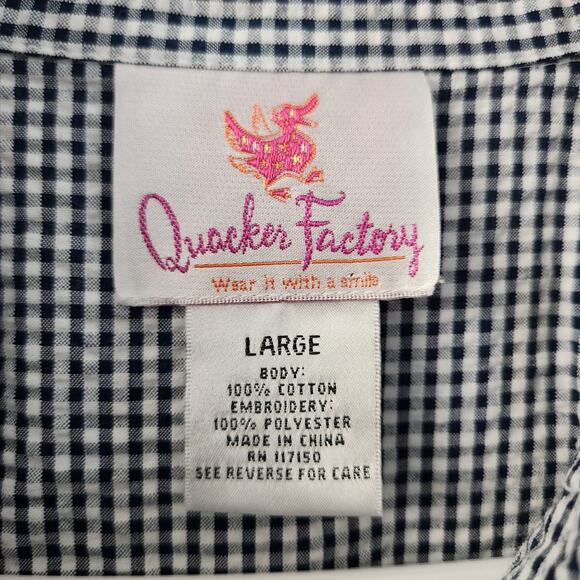 Quacker Factory
Wear it with a smile
LARGE
BODY:
100% COTTON
EMBROIDERY:
100% POLYESTER
MADE IN CHINA
RN 117150
SEE REVERSE FOR CARE